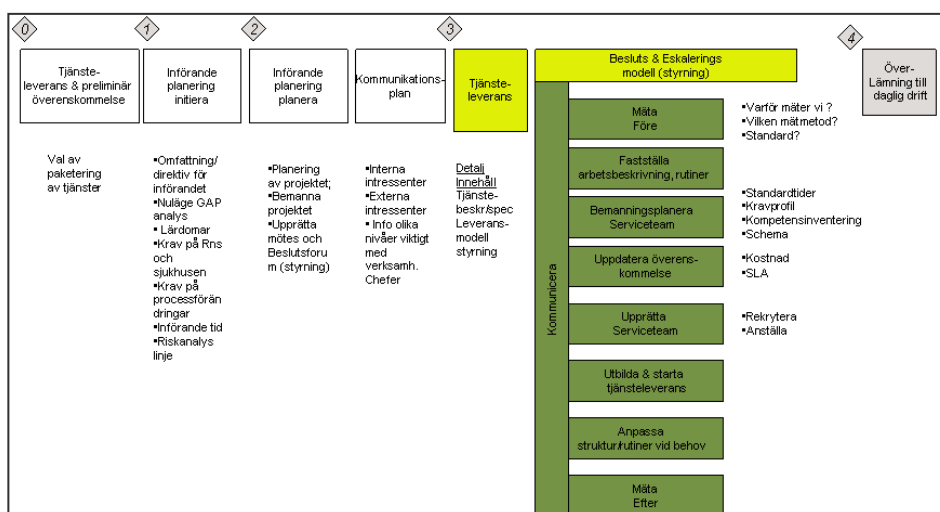 0
1
2
3
4
Tjänste-
leverans & preliminär
överenskommelse
Införande
planering
initiera
Införande
planering
planera
Kommunikations-
plan
Tjänste-
leverans
Besluts & Eskalerings
modell (styrning)
Över-
Lämning till
daglig drift
Val av
paketering
av tjänster
▪Omfattning/
direktiv för
införandet
▪Nuläge GAP
analys
▪ Lärdomar
▪Krav på Rns
och
sjukhusen
▪Krav på
processförän
dringar
▪Införande tid
▪Riskanalys
linje
▪Planering
av projektet;
▪Bemanna
projektet
▪Upprätta
mötes och
Beslutsforu
m (styrning)
▪Interna
intressenter
▪Externa
intressenter
▪ Info olika
nivåer viktigt
med
verksamh.
Chefer
Detalj
Innehåll
Tjänste-
beskr/spec
Leverans-
modell
styrning
Kommunicera
Mäta
Före
▪Varför mäter vi ?
▪Vilken mätmetod?
▪Standard?
Fastställa
arbetsbeskrivning, rutiner
Bemanningsplanera
Serviceteam
▪Standardtider
▪Kravprofil
▪Kompetensinventering
▪Schema
Uppdatera överens-
kommelse
▪Kostnad
▪SLA
Upprätta
Serviceteam
▪Rekrytera
▪Anställa
Utbilda & starta
tjänsteleverans
Anpassa
struktur/rutiner vid behov
Mäta
Efter